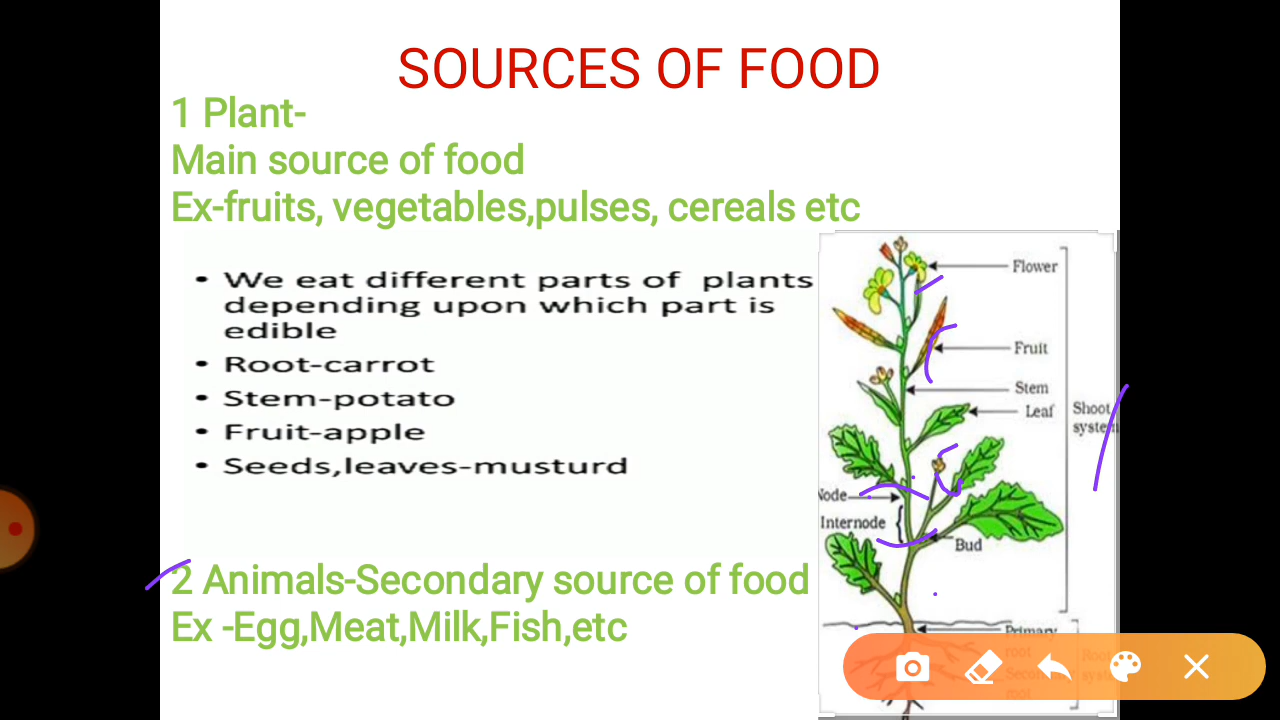 SOURCES OF FOOD
1 Plant-
Main source of food
Ex-fruits, vegetables,pulses, cereals etc
• We eat different parts of plants
depending upon which part is
edible
• Root-carrot
• Stem-potato
• Fruit-apple
• Seeds,leaves-musturd
2 Animals-Secondary source of food
Ex -Egg,Meat,Milk,Fish,etc
Flower
Fruit
Stem
Leaf
Shoot
system
Node
Internode
Bud
Primary
root